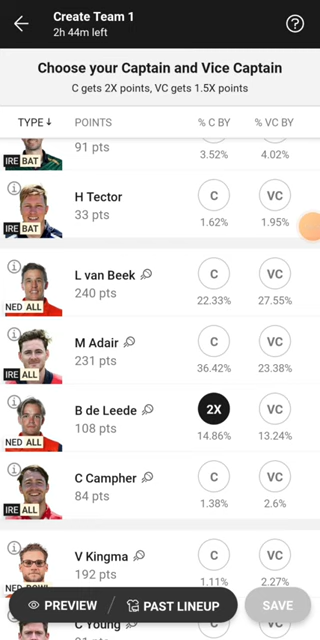 Create Team 1
2h 44m left
Choose your Captain and Vice Captain
C gets 2X points, VC gets 1.5X points
TYPE POINTS % C BY % VC BY
91 pts
3.52% 4.02%
IRE BAT
H Tector C VC
33 pts
1.62% 1.95%
IRE BAT
L van Beek C VC
240 pts
22.33% 27.55%
NED ALL
M Adair C VC
231 pts
36.42% 23.38%
IRE ALL
B de Leede 2X VC
108 pts
14.86% 13.24%
NED ALL
C Campher C VC
84 pts
1.38% 2.6%
IRE ALL
V Kingma C VC
192 pts
1.11% 2.27%
NED BOWL
PREVIEW / PAST LINEUP SAVE
C Young